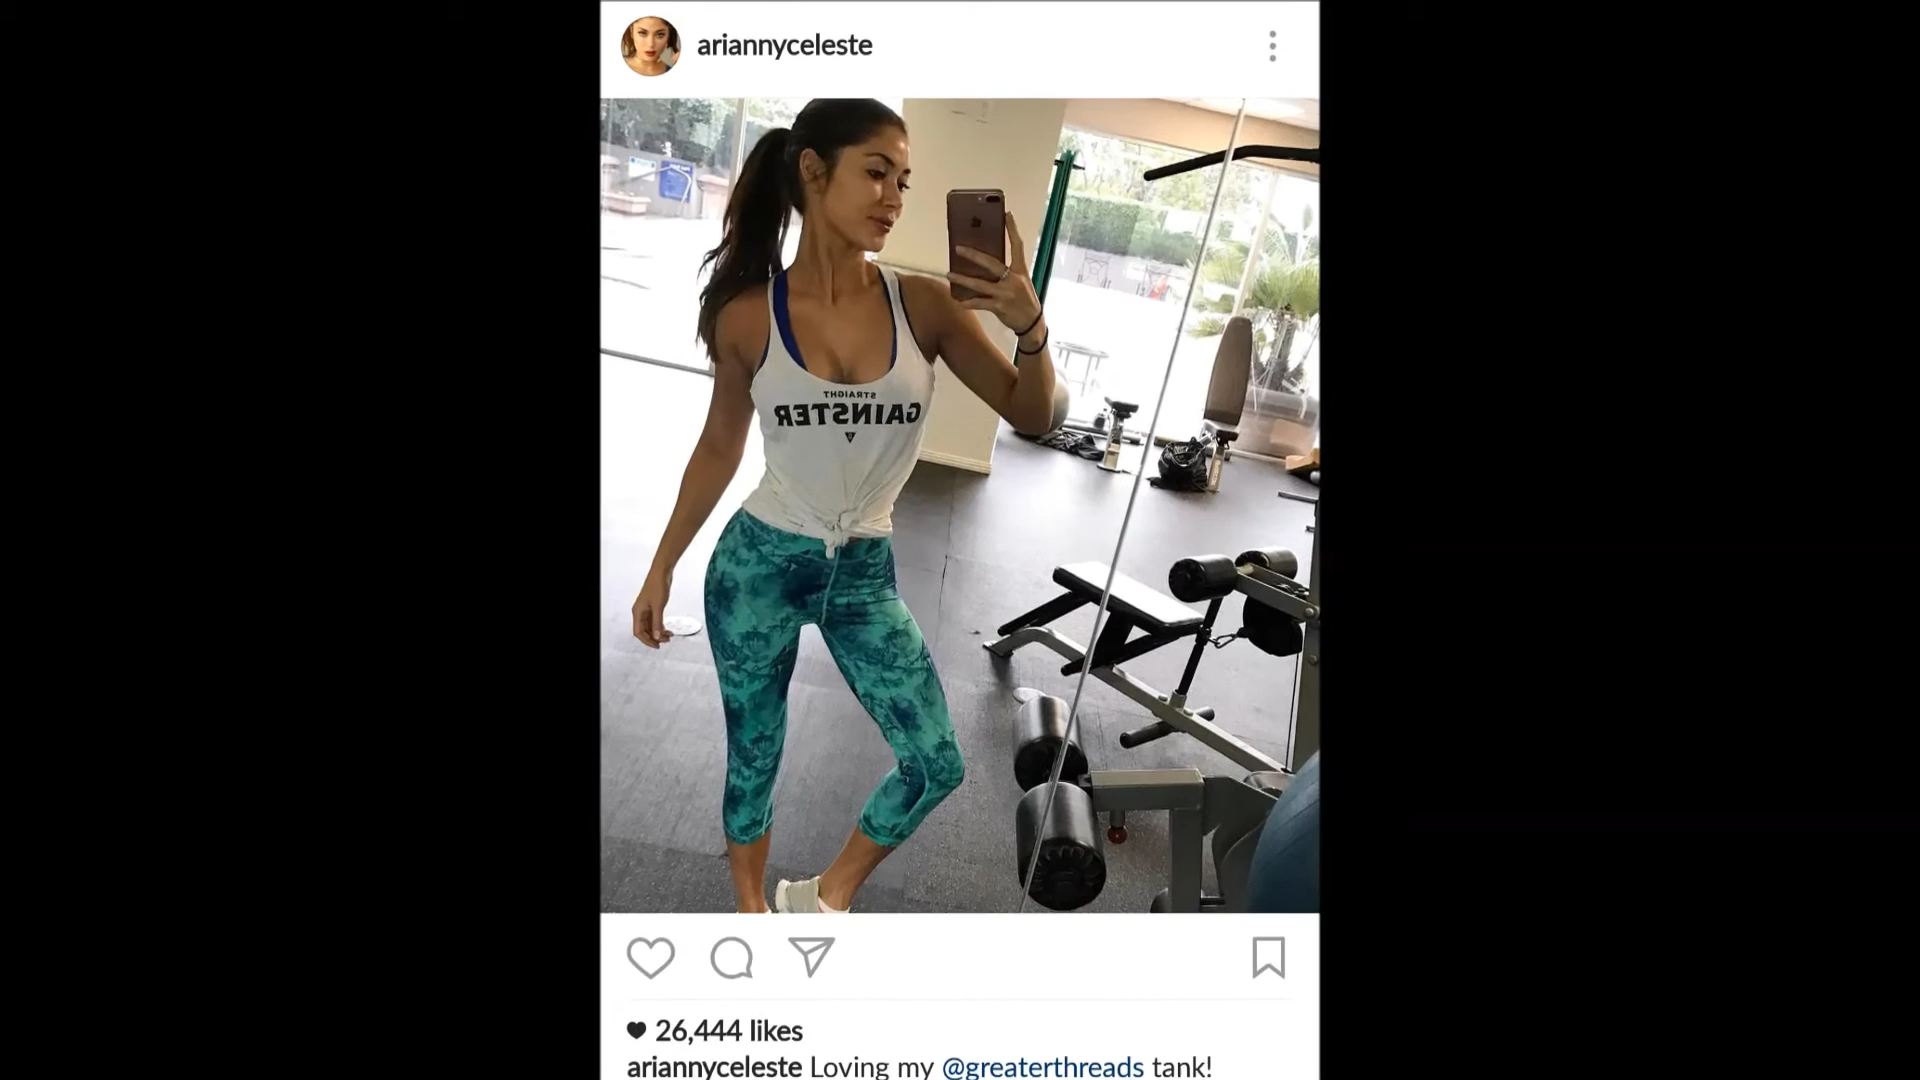 ariannyceleste
STRAIGHT
GAINSTER
26,444 likes
ariannyceleste Loving my @greaterthreads tank!